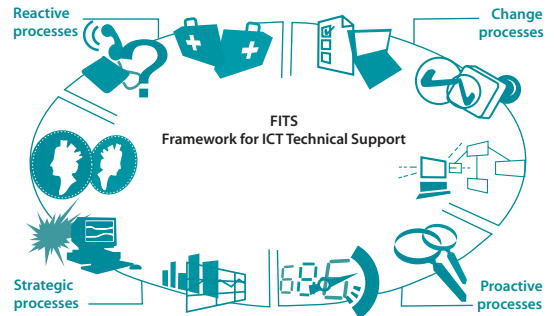 Reactive
processes
Change
processes
FITS
Framework for ICT Technical Support
Strategic
processes
Proactive
processes